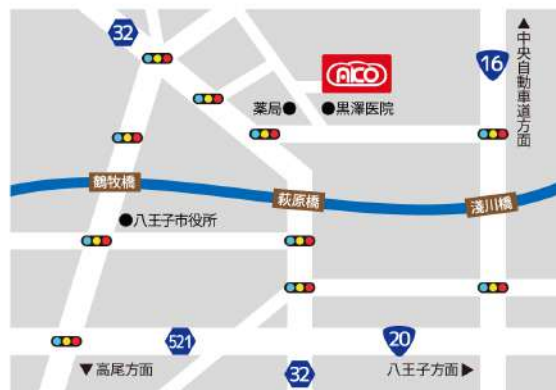 32
▲中央自動車道方面
16
AICO
薬局●
●黒澤医院
鶴牧橋
萩原橋
淺川橋
●八王子市役所
521
20
▼高尾方面
32
八王子方面▶